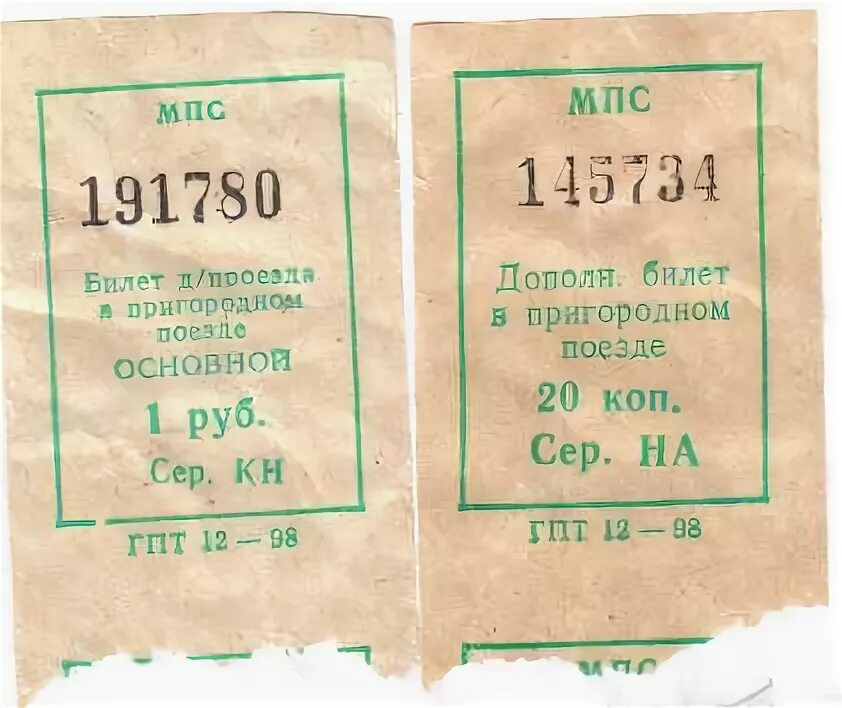 МПС
191780
Билет д/проезда
в пригородном
поезде
ОСНОВНОЙ
1 руб.
Сер. КН
ГПТ 12 — 98
МПС
145734
Дополн. билет
в пригородном
поезде
20 коп.
Сер. НА
ГПТ 12 — 98
МПС